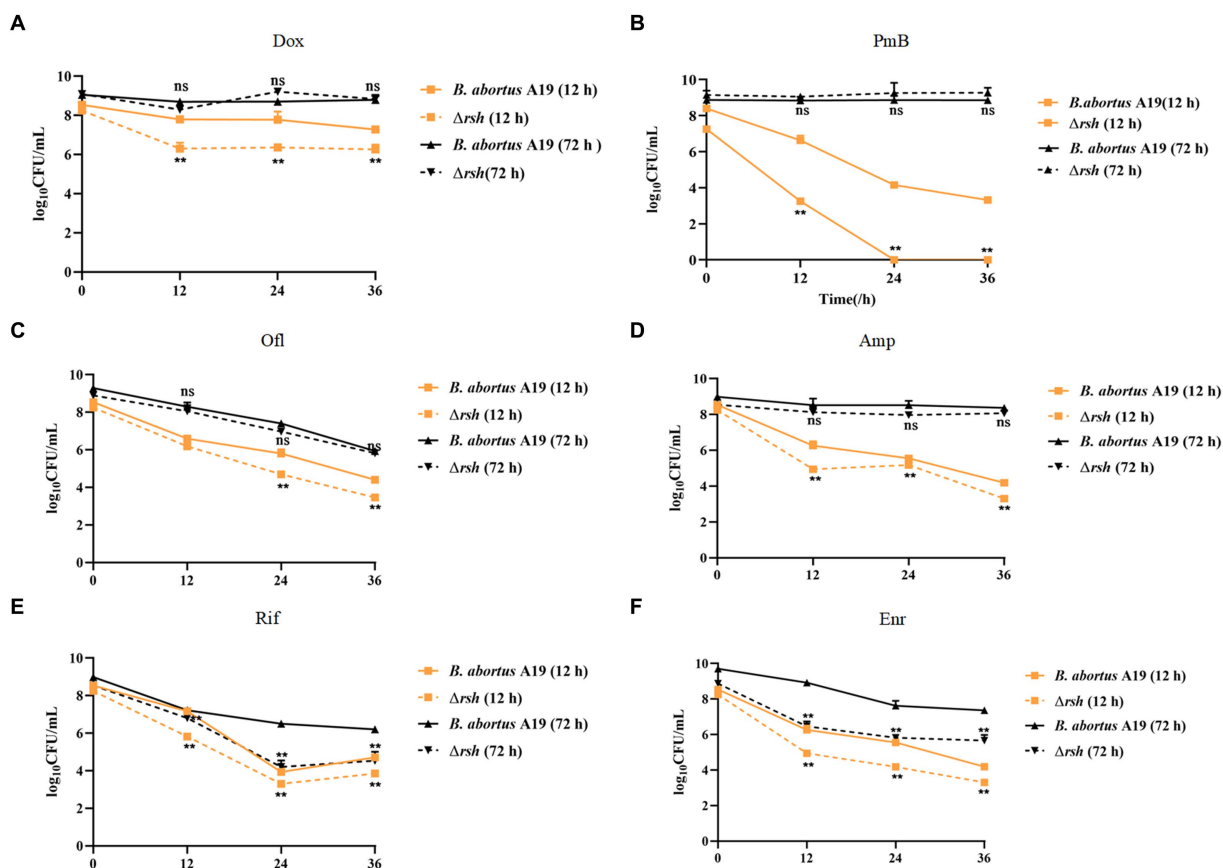 A
Dox
log10CFU/mL
10
8
6
4
2
0
0 12 24 36
ns ns ns
** ** **
B. abortus A19 (12 h)
Δrsh (12 h)
B. abortus A19 (72 h )
Δrsh(72 h)
B
PmB
log10CFU/mL
10
8
6
4
2
0
0 12 24 36
Time(/h)
ns ns ns
** ** **
B.abortus A19(12 h)
Δrsh (12 h)
B. abortus A19 (72 h)
Δrsh (72 h)
C
Ofl
log10CFU/mL
10
8
6
4
2
0
0 12 24 36
ns ns ns
** **
B. abortus A19 (12 h)
Δrsh (12 h)
B. abortus A19 (72 h)
Δrsh (72 h)
D
Amp
log10CFU/mL
10
8
6
4
2
0
0 12 24 36
ns ns ns
** ** **
B. abortus A19 (12 h)
Δrsh (12 h)
B. abortus A19 (72 h)
Δrsh (72 h)
E
Rif
log10CFU/mL
10
8
6
4
2
0
0 12 24 36
** ** **
** ** **
B. abortus A19 (12 h)
Δrsh (12 h)
B. abortus A19 (72 h)
Δrsh (72 h)
F
Enr
log10CFU/mL
10
8
6
4
2
0
0 12 24 36
** ** **
** ** **
B. abortus A19 (12 h)
Δrsh (12 h)
B. abortus A19 (72 h)
Δrsh (72 h)